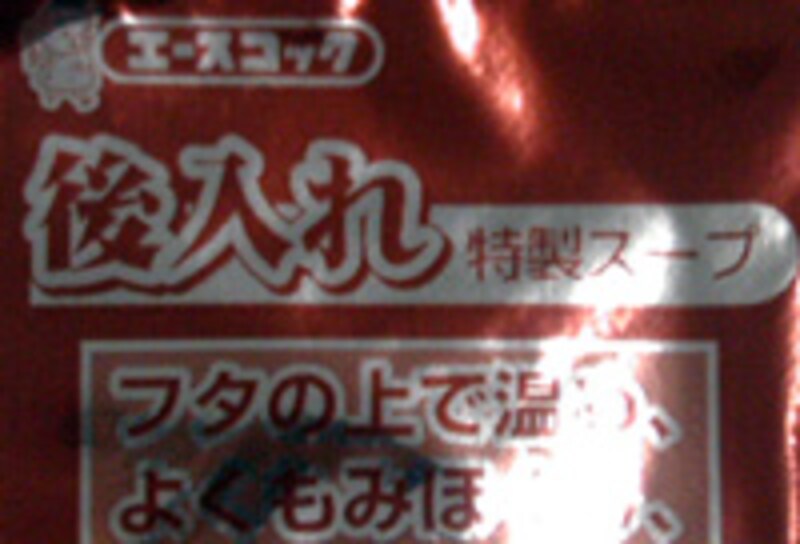 エースコック
後入れ 特製スープ
フタの上で温め、
よくもみほ